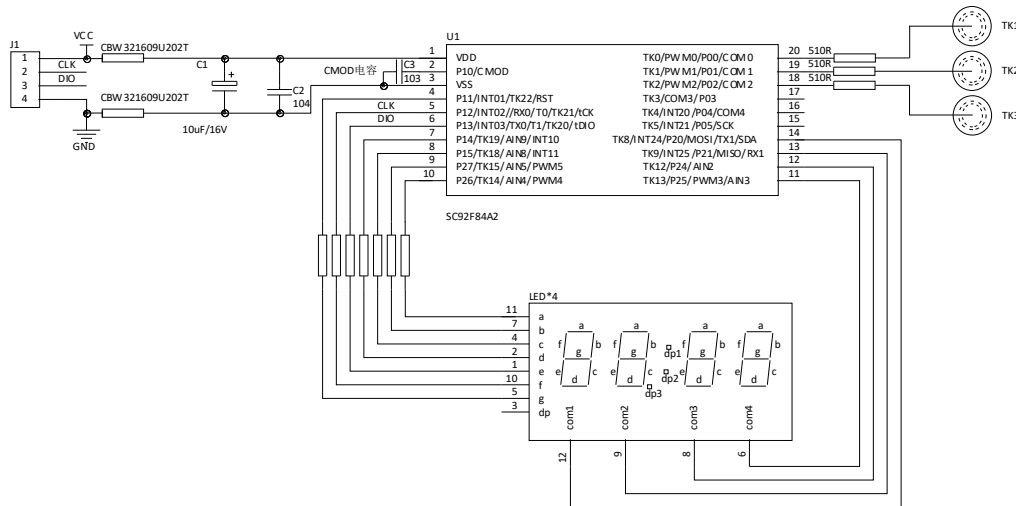 J1
VCC
1
2
3
4
CLK
DIO
GND
CBW321609U202T
CBW321609U202T
C1
+
10uF/16V
C2
104
CMOD电容
C3
103
CLK
DIO
U1
1 VDD
2 P10/CMOD
3 VSS
4 P11/INT01/TK22/RST
5 P12/INT02//RX0/T0/TK21/tCK
6 P13/INT03/TX0/T1/TK20/tDIO
7 P14/TK19/AIN9/INT10
8 P15/TK18/AIN8/INT11
9 P27/TK15/AIN5/PWM5
10 P26/TK14/AIN4/PWM4
TK0/PWM0/P00/COM0 20
TK1/PWM1/P01/COM1 19
TK2/PWM2/P02/COM2 18
TK3/COM3/P03 17
TK4/INT20/P04/COM4 16
TK5/INT21/P05/SCK 15
TK8/INT24/P20/MOSI/TX1/SDA 14
TK9/INT25/P21/MISO/RX1 13
TK12/P24/AIN2 12
TK13/P25/PWM3/AIN3 11
SC92F84A2
510R
510R
510R
TK1
TK2
TK3
LED*4
11 a
7 b
4 c
2 d
1 e
10 f
5 g
3 dp
a a a a
f b f b f b f b
g g g g
dp1
e c e c e c e c
dp2
d d d d
dp3
com1 com2 com3 com4
12 9 8 6